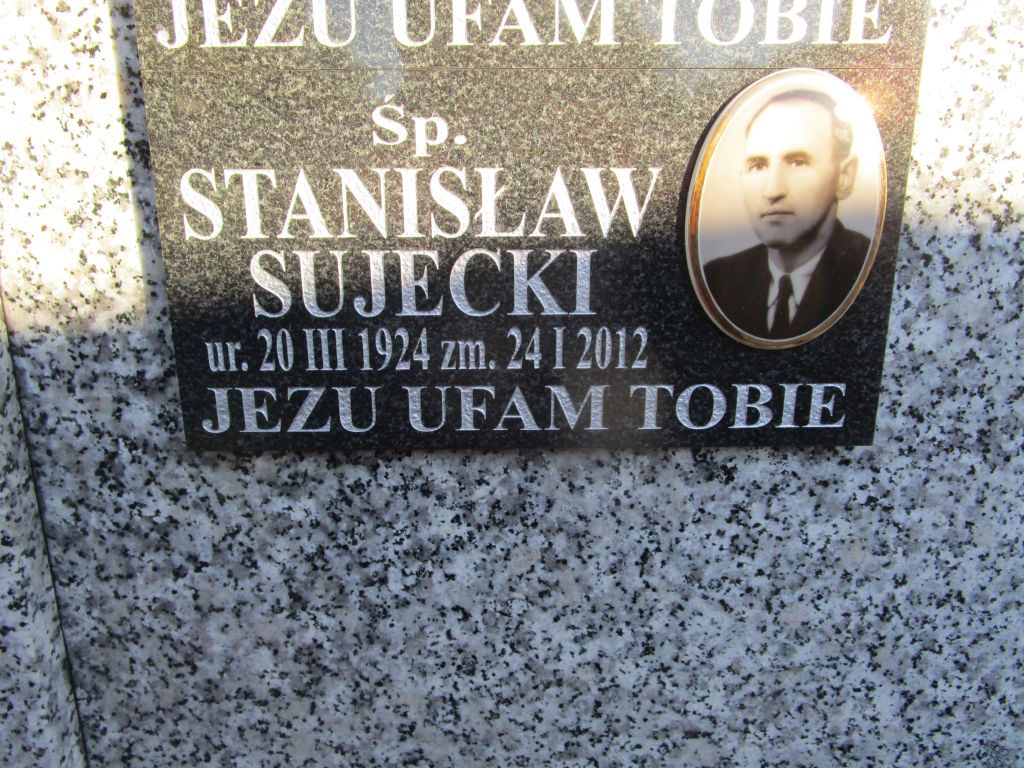 JEZU UFAM TOBIE
Śp.
STANISŁAW
SUJECKI
ur. 20 III 1924 zm. 24 I 2012
JEZU UFAM TOBIE